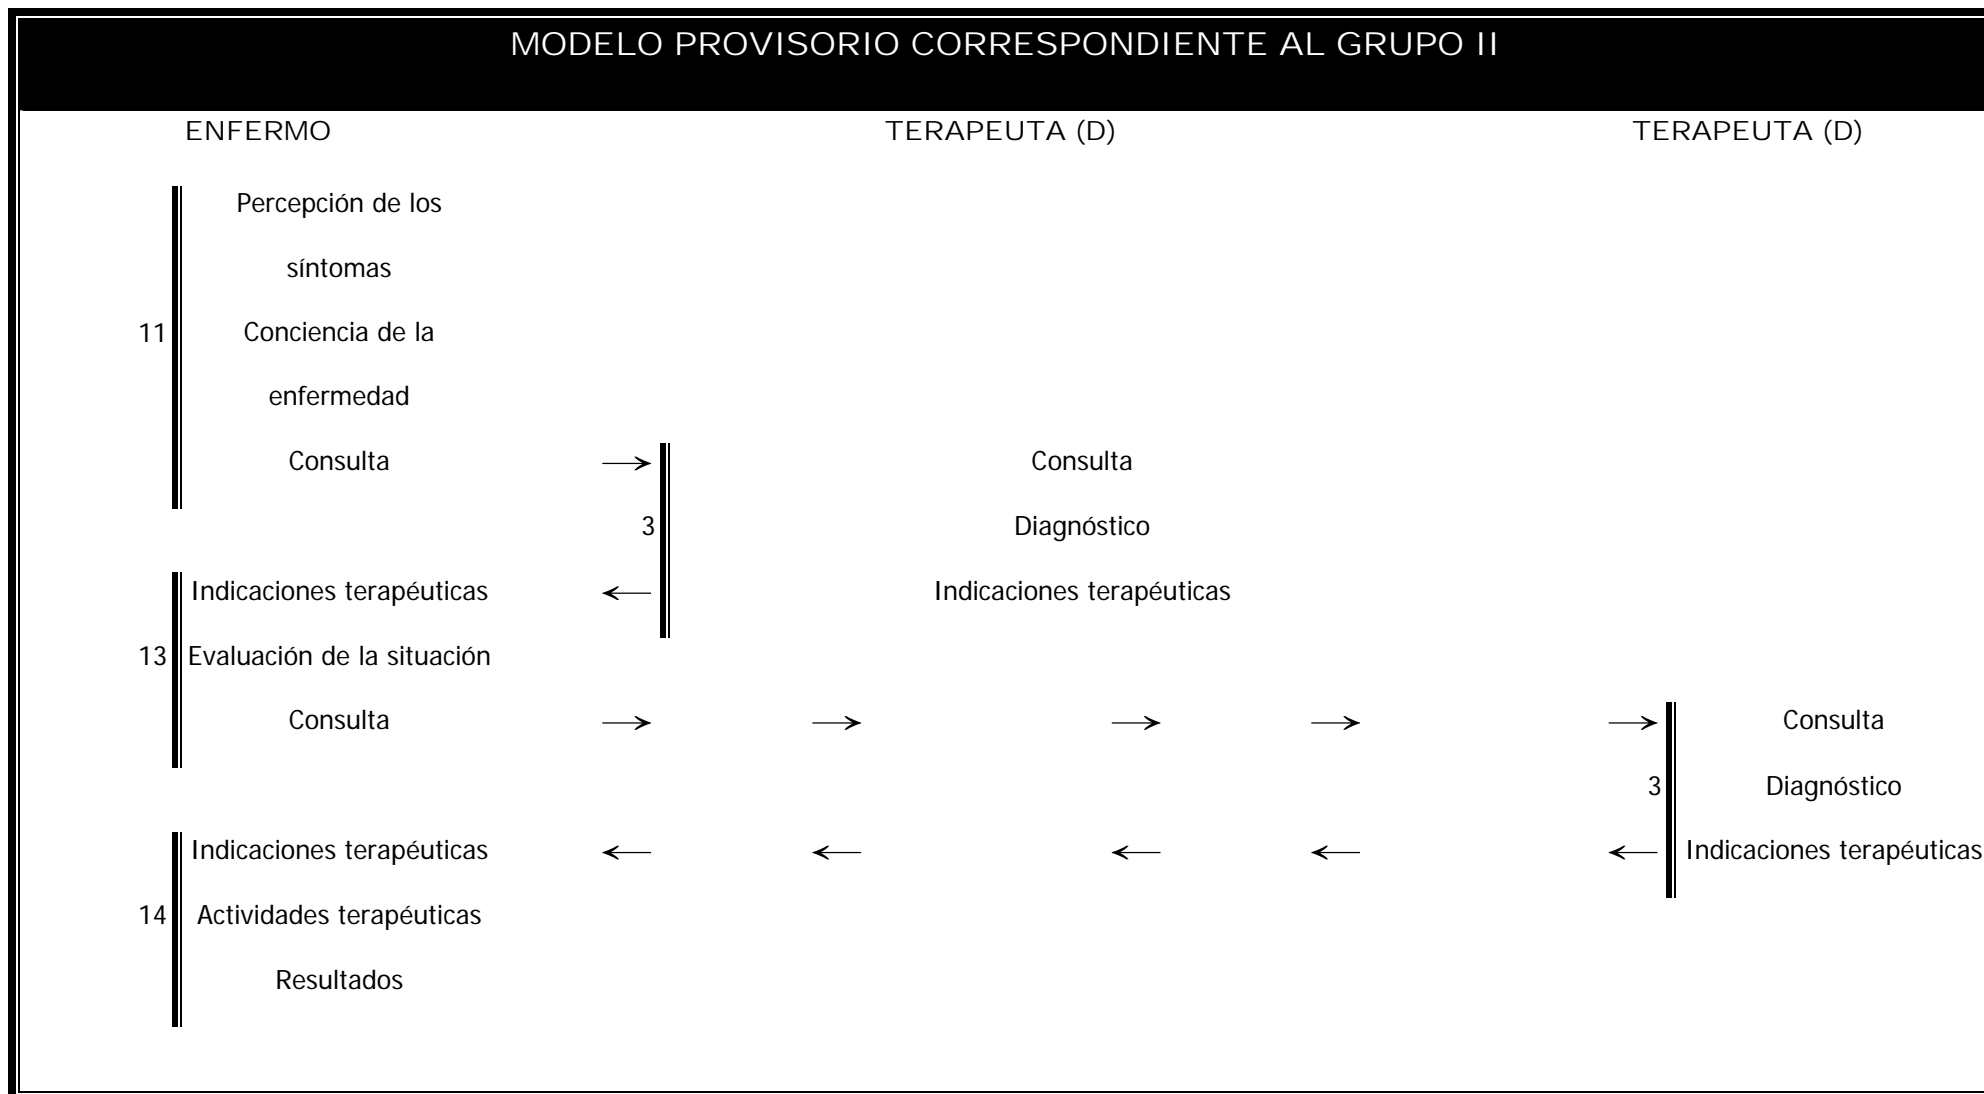 MODELO PROVISORIO CORRESPONDIENTE AL GRUPO II
ENFERMO TERAPEUTA (D) TERAPEUTA (D)
Percepción de los
síntomas
11 Conciencia de la
enfermedad
Consulta → Consulta
3 Diagnóstico
Indicaciones terapéuticas ← Indicaciones terapéuticas
13 Evaluación de la situación
Consulta → → → → → Consulta
3 Diagnóstico
Indicaciones terapéuticas ← ← ← ← ← Indicaciones terapéuticas
14 Actividades terapéuticas
Resultados